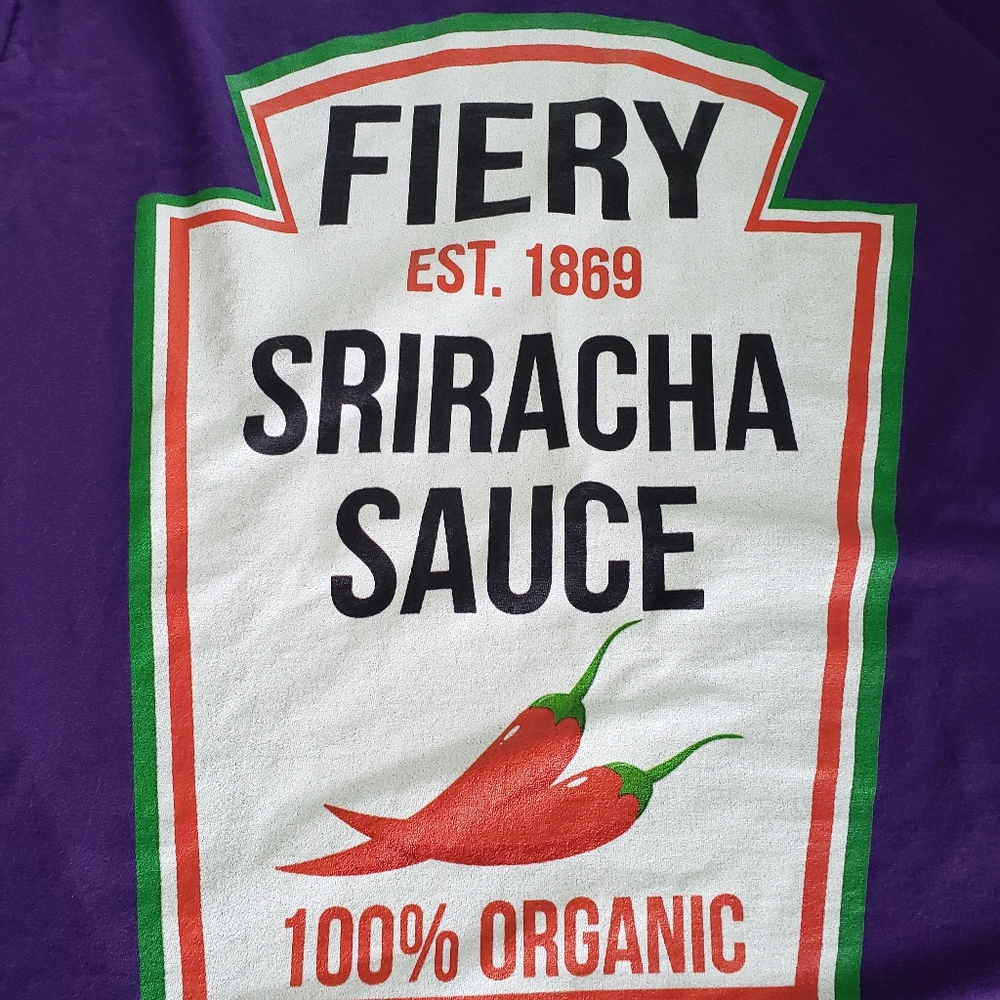 FIERY
EST. 1869
SRIRACHA
SAUCE
100% ORGANIC